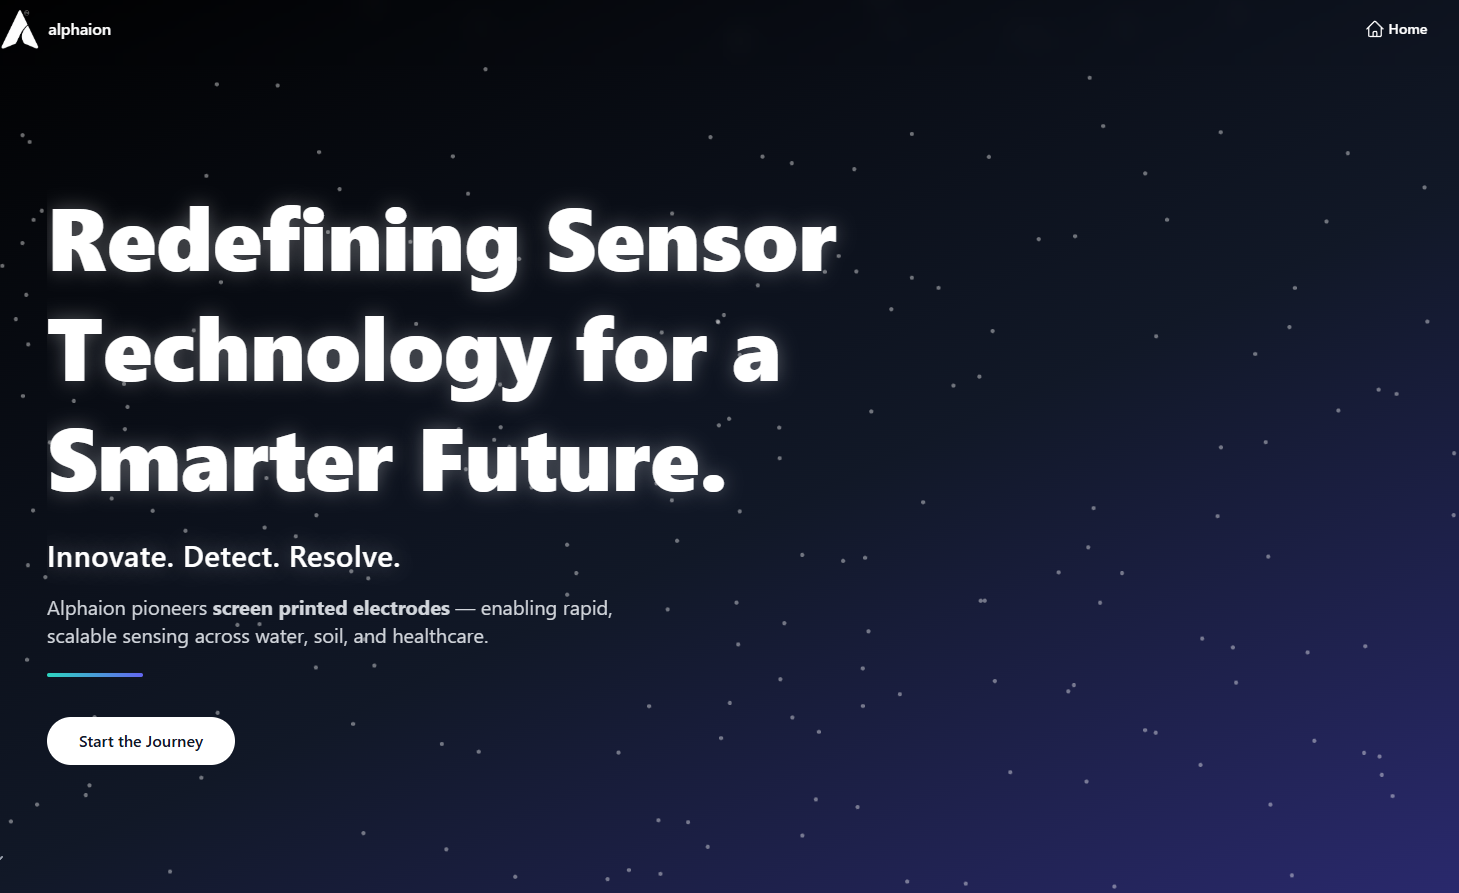 alphaion
Home
Redefining Sensor
Technology for a
Smarter Future.
Innovate. Detect. Resolve.
Alphaion pioneers screen printed electrodes — enabling rapid,
scalable sensing across water, soil, and healthcare.
Start the Journey